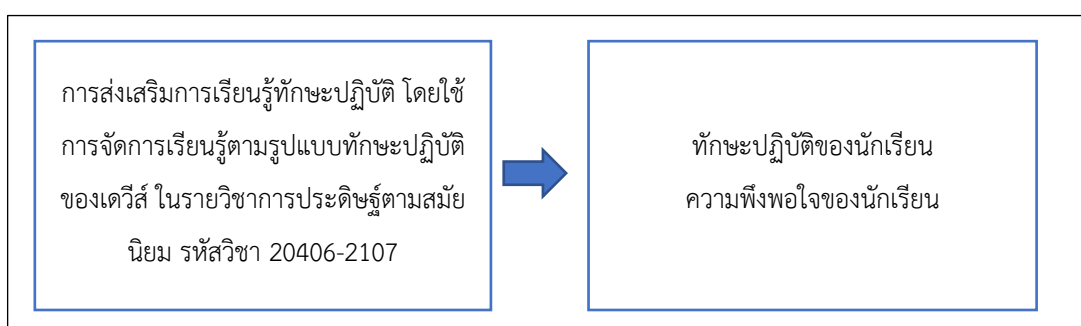 การส่งเสริมการเรียนรู้ทักษะปฏิบัติ โดยใช้
การจัดการเรียนรู้ตามรูปแบบทักษะปฏิบัติ
ของเดวีส์ ในรายวิชาการประดิษฐ์ตามสมัย
นิยม รหัสวิชา 20406-2107
ทักษะปฏิบัติของนักเรียน
ความพึงพอใจของนักเรียน